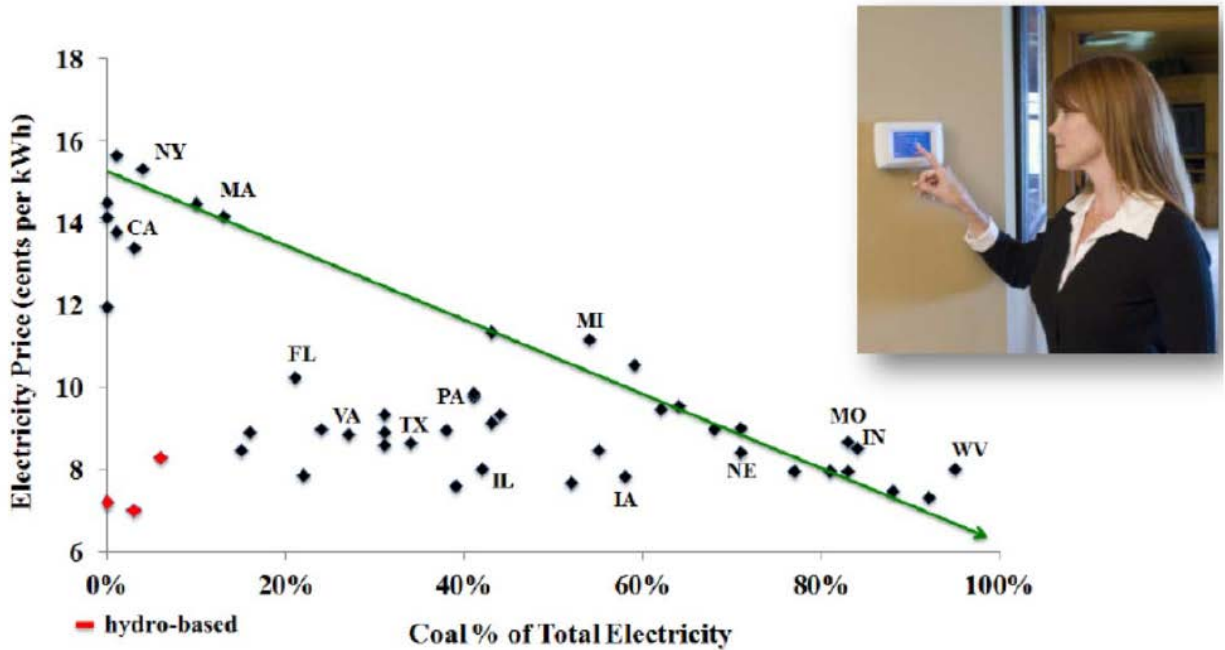 Electricity Price (cents per kWh)
18
16
14
12
10
8
6
NY
MA
CA
MI
FL
PA
VA
TX
MO
IN
WV
NE
IL
IA
0%
20%
40%
60%
80%
100%
hydro-based
Coal % of Total Electricity